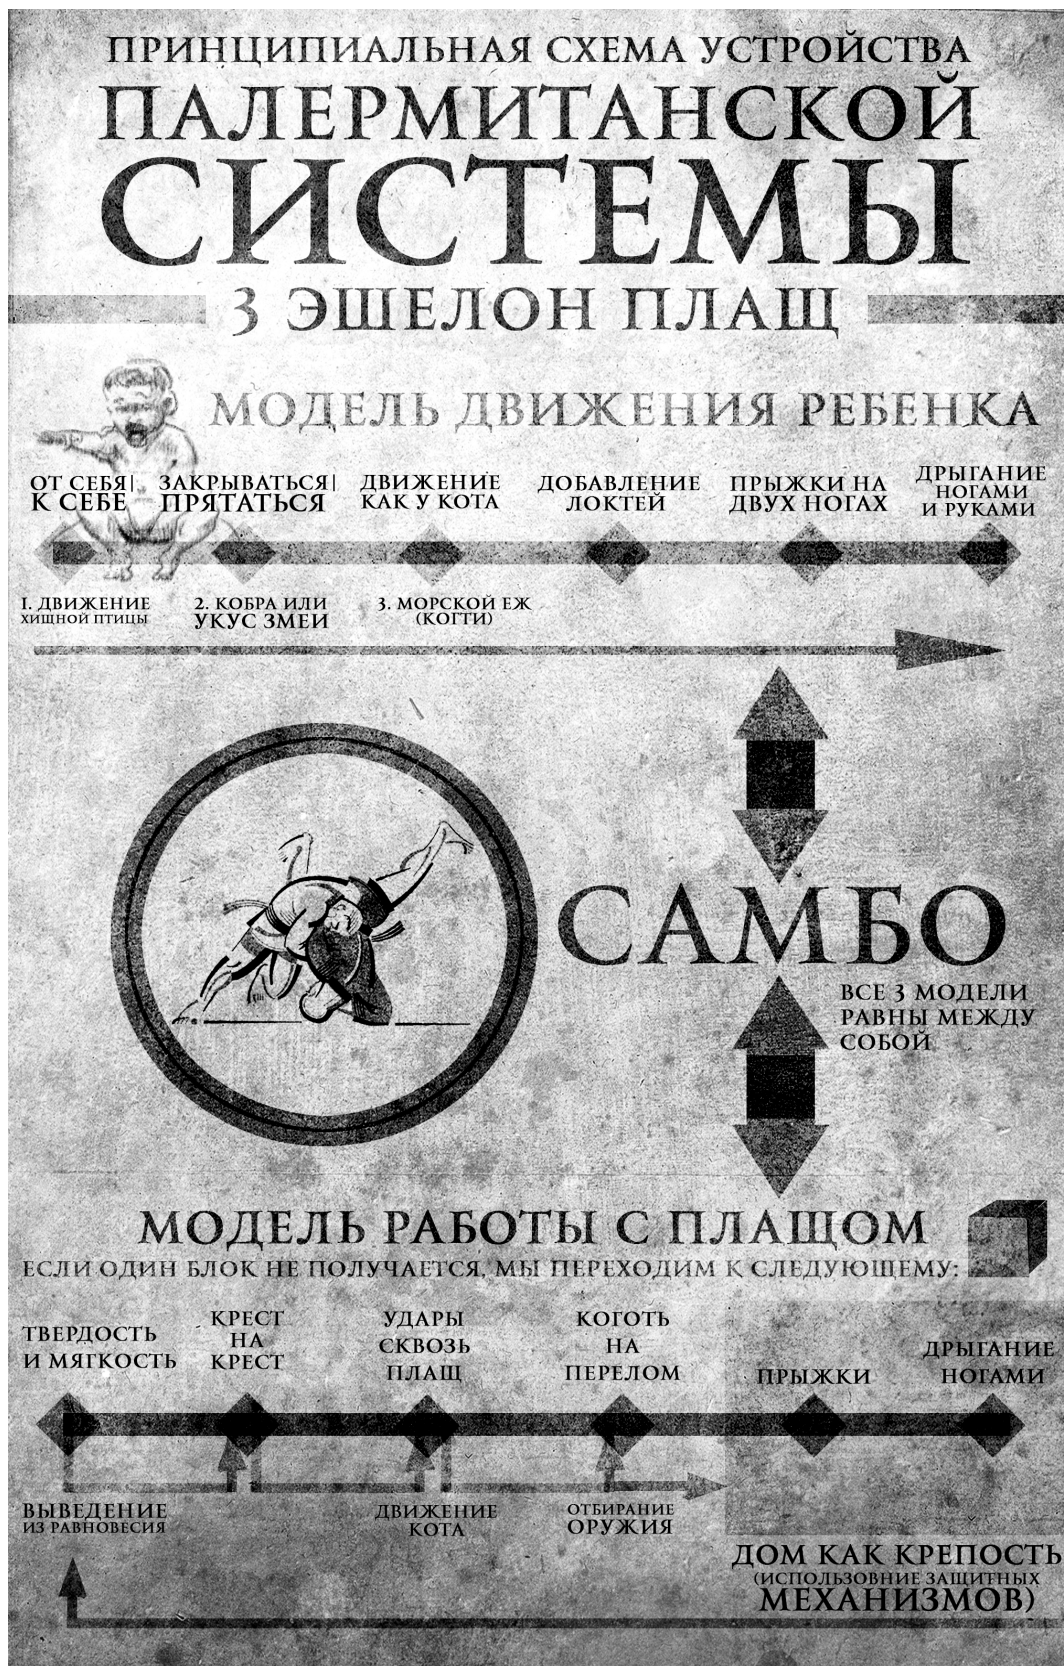 ПРИНЦИПИАЛЬНАЯ СХЕМА УСТРОЙСТВА
ПАЛЕРМИТАНСКОЙ
СИСТЕМЫ
3 ЭШЕЛОН ПЛАЩ
МОДЕЛЬ ДВИЖЕНИЯ РЕБЕНКА
ОТ СЕБЯ|
К СЕБЕ
ЗАКРЫВАТЬСЯ|
ПРЯТАТЬСЯ
ДВИЖЕНИЕ
КАК У КОТА
ДОБАВЛЕНИЕ
ЛОКТЕЙ
ПРЫЖКИ НА
ДВУХ НОГАХ
ДРЫГАНИЕ
НОГАМИ
И РУКАМИ
1. ДВИЖЕНИЕ
ХИЩНОЙ ПТИЦЫ
2. КОБРА ИЛИ
УКУС ЗМЕИ
3. МОРСКОЙ ЕЖ
(КОГТИ)
САМБО
ВСЕ 3 МОДЕЛИ
РАВНЫ МЕЖДУ
СОБОЙ
МОДЕЛЬ РАБОТЫ С ПЛАЩОМ
ЕСЛИ ОДИН БЛОК НЕ ПОЛУЧАЕТСЯ, МЫ ПЕРЕХОДИМ К СЛЕДУЮЩЕМУ:
ТВЕРДОСТЬ
И МЯГКОСТЬ
КРЕСТ
НА
КРЕСТ
УДАРЫ
СКВОЗЬ
ПЛАЩ
КОГОТЬ
НА
ПЕРЕЛОМ
ПРЫЖКИ
ДРЫГАНИЕ
НОГАМИ
ВЫВЕДЕНИЕ
ИЗ РАВНОВЕСИЯ
ДВИЖЕНИЕ
КОТА
ОТБИРАНИЕ
ОРУЖИЯ
ДОМ КАК КРЕПОСТЬ
(ИСПОЛЬЗОВНИЕ ЗАЩИТНЫХ
МЕХАНИЗМОВ)